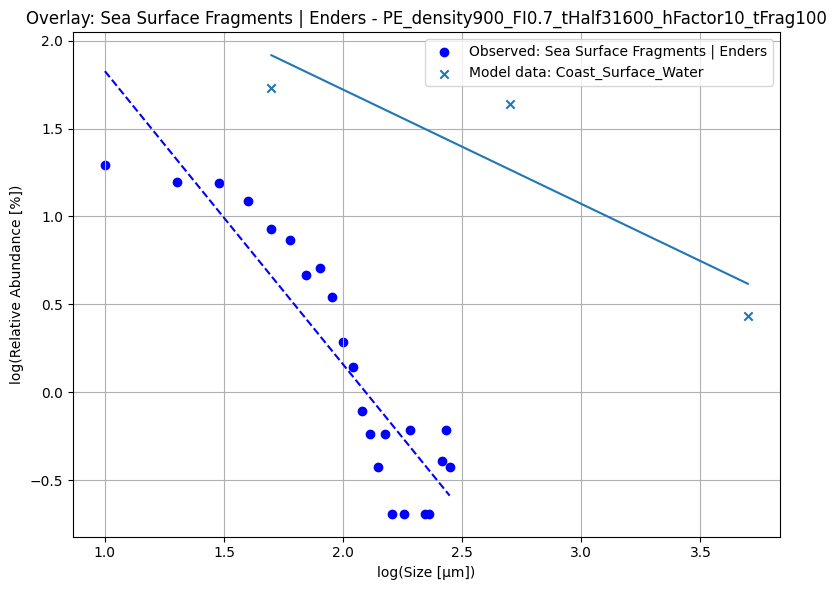 Overlay: Sea Surface Fragments | Enders - PE_density900_FI0.7_tHalf31600_hFactor10_tFrag100
Observed: Sea Surface Fragments | Enders
Model data: Coast_Surface_Water
log(Relative Abundance [%])
2.0
1.5
1.0
0.5
0.0
−0.5
1.0 1.5 2.0 2.5 3.0 3.5
log(Size [μm])